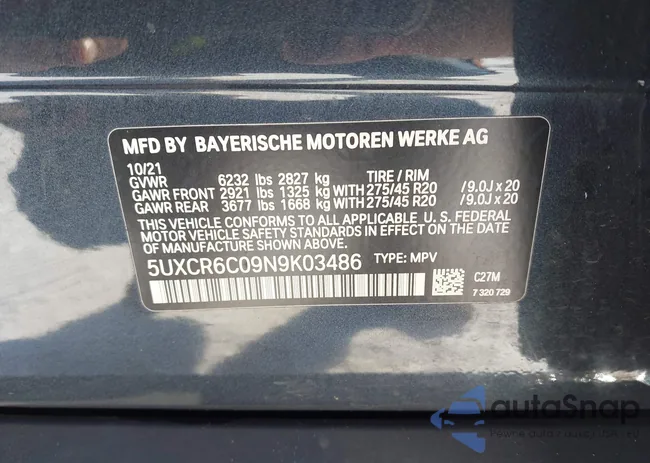 MFD BY BAYERISCHE MOTOREN WERKE AG
10/21
GVWR 6232 lbs 2827 kg TIRE / RIM
GAWR FRONT 2921 lbs 1325 kg WITH 275/45 R20 / 9.0J x 20
GAWR REAR 3677 lbs 1668 kg WITH 275/45 R20 / 9.0J x 20
THIS VEHICLE CONFORMS TO ALL APPLICABLE U.S. FEDERAL
MOTOR VEHICLE SAFETY STANDARDS IN EFFECT ON THE DATE
OF MANUFACTURE SHOWN ABOVE.
5UXCR6C09N9K03486 TYPE: MPV
C27M
7 320 729
autoSnap